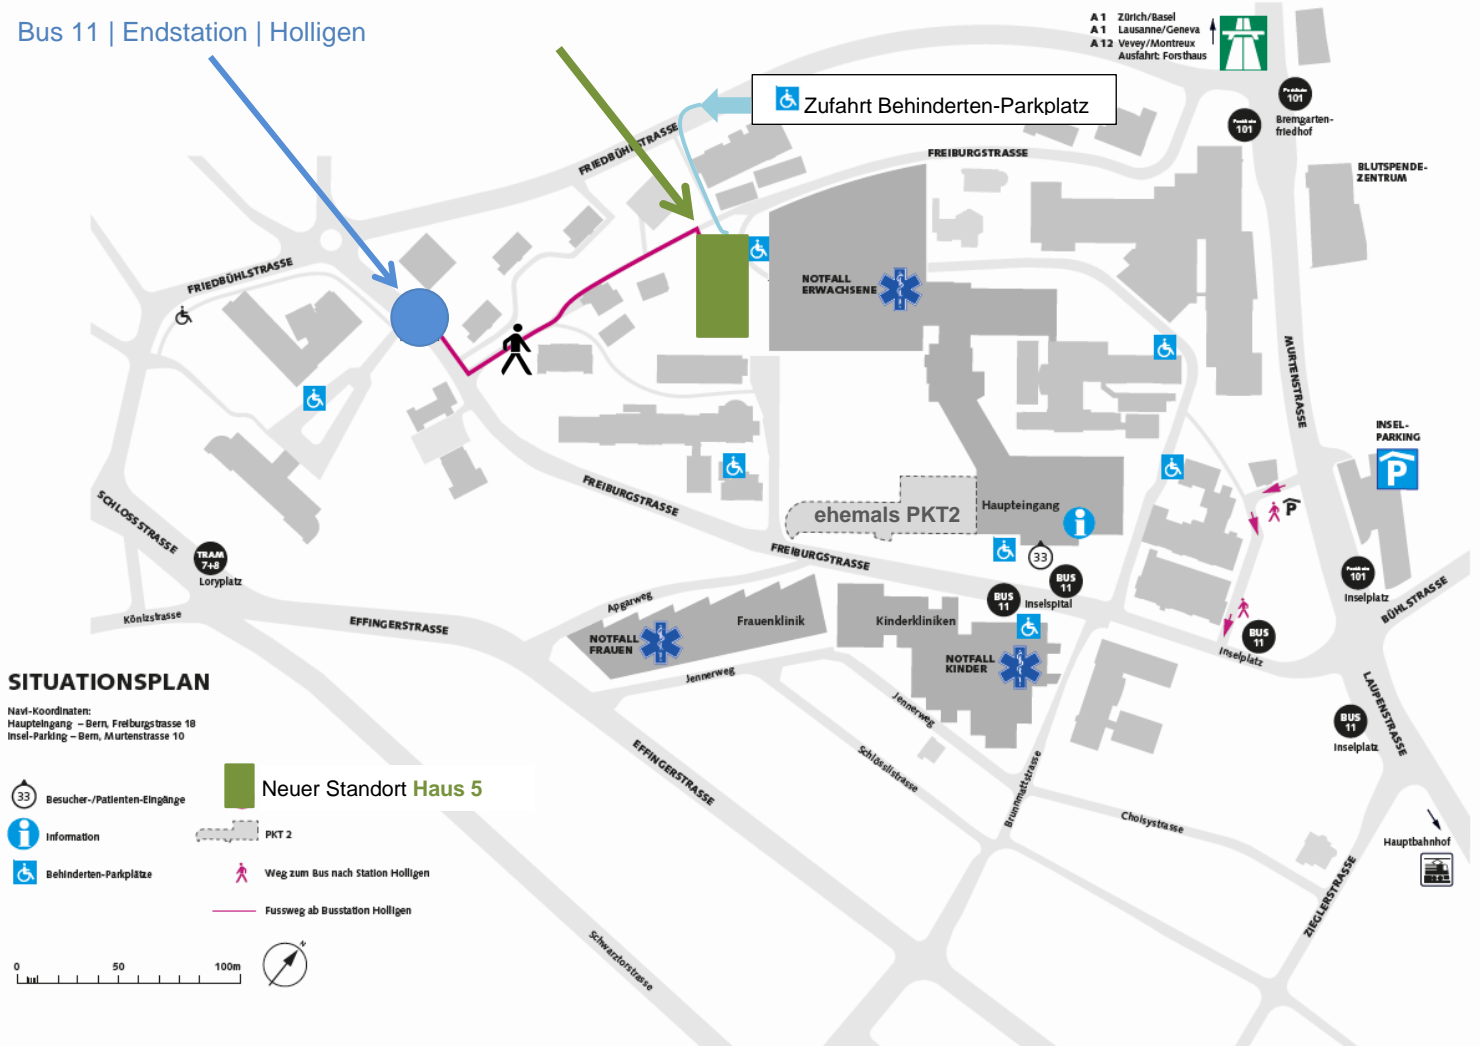 Bus 11 | Endstation | Holligen
A 1 Zürich/Basel
A 1 Lausanne/Geneva
A 12 Vevey/Montreux
Ausfahrt: Forsthaus
Zufahrt Behinderten-Parkplatz
101
Bremgarten-
friedhof
101
FRIEDBÜHLSTRASSE
FREIBURGSTRASSE
BLUTSPENDE-
ZENTRUM
FRIEDBÜHLSTRASSE
NOTFALL
ERWACHSENE
MURTENSTRASSE
INSEL-
PARKING
P
SCHLOSSSTRASSE
FREIBURGSTRASSE
ehemals PKT2
Haupteingang
i
P
33
FREIBURGSTRASSE
TRAM
7+8
Loryplatz
BUS
11
BUS
11
Inselspital
101
Inselplatz
BÜHLSTRASSE
Könizstrasse
EFFINGERSTRASSE
Apgarweg
Frauenklinik
Kinderkliniken
NOTFALL
FRAUEN
NOTFALL
KINDER
BUS
11
Inselplatz
Jennerweg
Jennerweg
LAUPENSTRASSE
BUS
11
Inselplatz
SITUATIONSPLAN
Navi-Koordinaten:
Haupteingang – Bern, Freiburgstrasse 18
Insel-Parking – Bern, Murtenstrasse 10
EFFINGERSTRASSE
Schlösslistrasse
Brunnmattstrasse
Choisystrasse
ZIEGLERSTRASSE
Hauptbahnhof
33 Besucher-/Patienten-Eingänge
Neuer Standort Haus 5
i Information
PKT 2
Behinderten-Parkplätze
Weg zum Bus nach Station Holligen
Fussweg ab Busstation Holligen
Schwarztorstrasse
0 50 100m
N